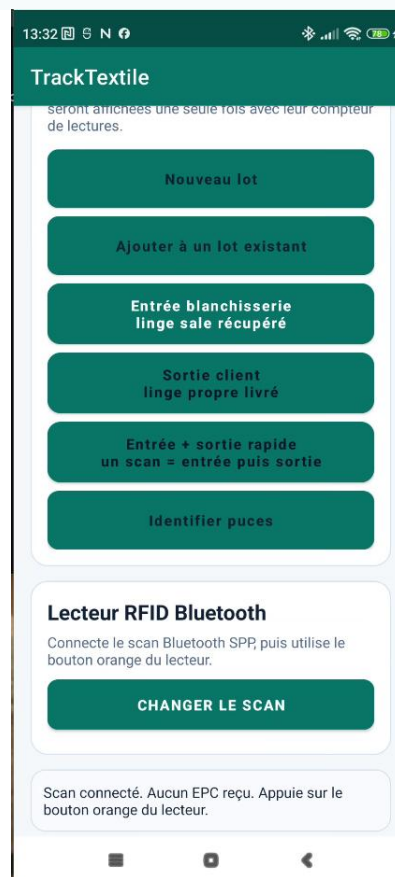 13:32
78
TrackTextile
seront affichées une seule fois avec leur compteur
de lectures.
Nouveau lot
Ajouter à un lot existant
Entrée blanchisserie
linge sale récupéré
Sortie client
linge propre livré
Entrée + sortie rapide
un scan = entrée puis sortie
Identifier puces
Lecteur RFID Bluetooth
Connecte le scan Bluetooth SPP, puis utilise le
bouton orange du lecteur.
CHANGER LE SCAN
Scan connecté. Aucun EPC reçu. Appuie sur le
bouton orange du lecteur.